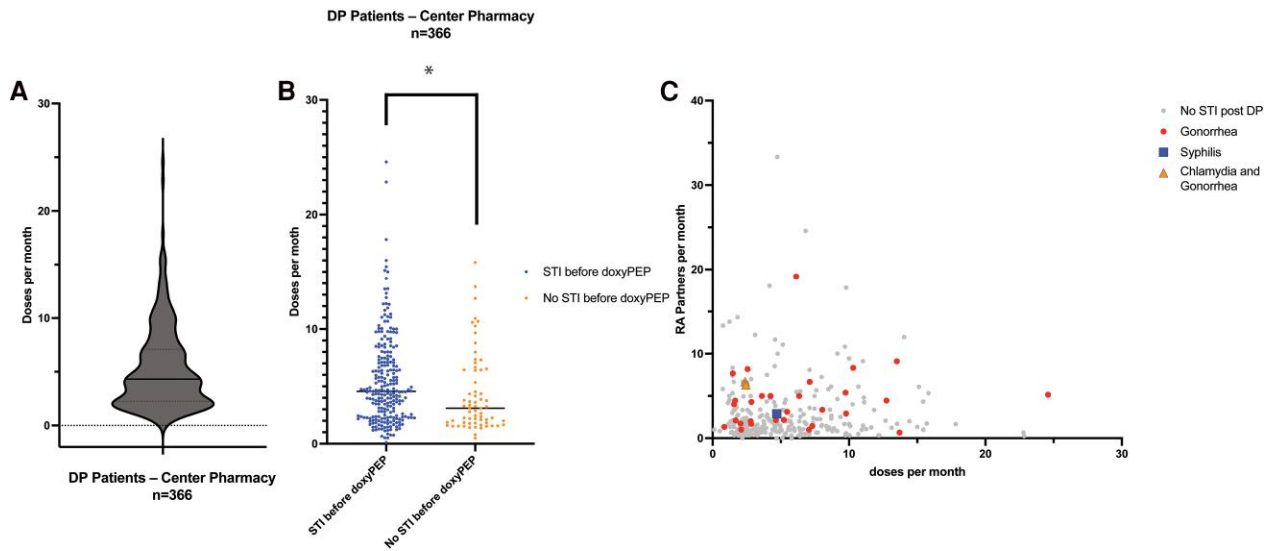 DP Patients – Center Pharmacy
n=366
A
B
C
30
20
10
0
Doses per month
DP Patients – Center Pharmacy
n=366
*
30
20
10
0
Doses per moth
STI before doxyPEP
No STI before doxyPEP
STI before doxyPEP
No STI before doxyPEP
40
30
20
10
0
RA Partners per month
0
10
20
30
doses per month
No STI post DP
Gonorrhea
Syphilis
Chlamydia and
Gonorrhea